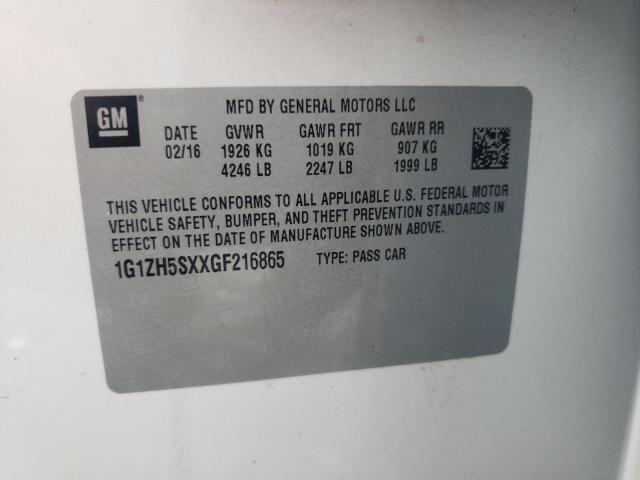 GM ®
MFD BY GENERAL MOTORS LLC
DATE GVWR GAWR FRT GAWR RR
02/16 1926 KG 1019 KG 907 KG
4246 LB 2247 LB 1999 LB
THIS VEHICLE CONFORMS TO ALL APPLICABLE U.S. FEDERAL MOTOR
VEHICLE SAFETY, BUMPER, AND THEFT PREVENTION STANDARDS IN
EFFECT ON THE DATE OF MANUFACTURE SHOWN ABOVE.
1G1ZH5SXXGF216865 TYPE: PASS CAR